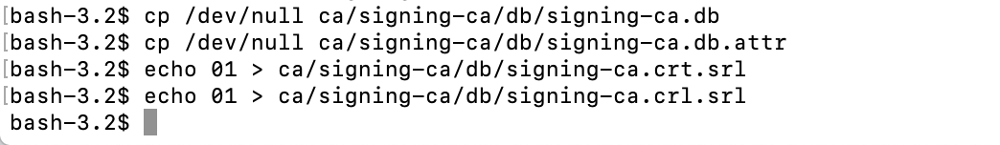 [bash-3.2$ cp /dev/null ca/signing-ca/db/signing-ca.db
[bash-3.2$ cp /dev/null ca/signing-ca/db/signing-ca.db.attr
[bash-3.2$ echo 01 > ca/signing-ca/db/signing-ca.crt.srl
[bash-3.2$ echo 01 > ca/signing-ca/db/signing-ca.crl.srl
bash-3.2$